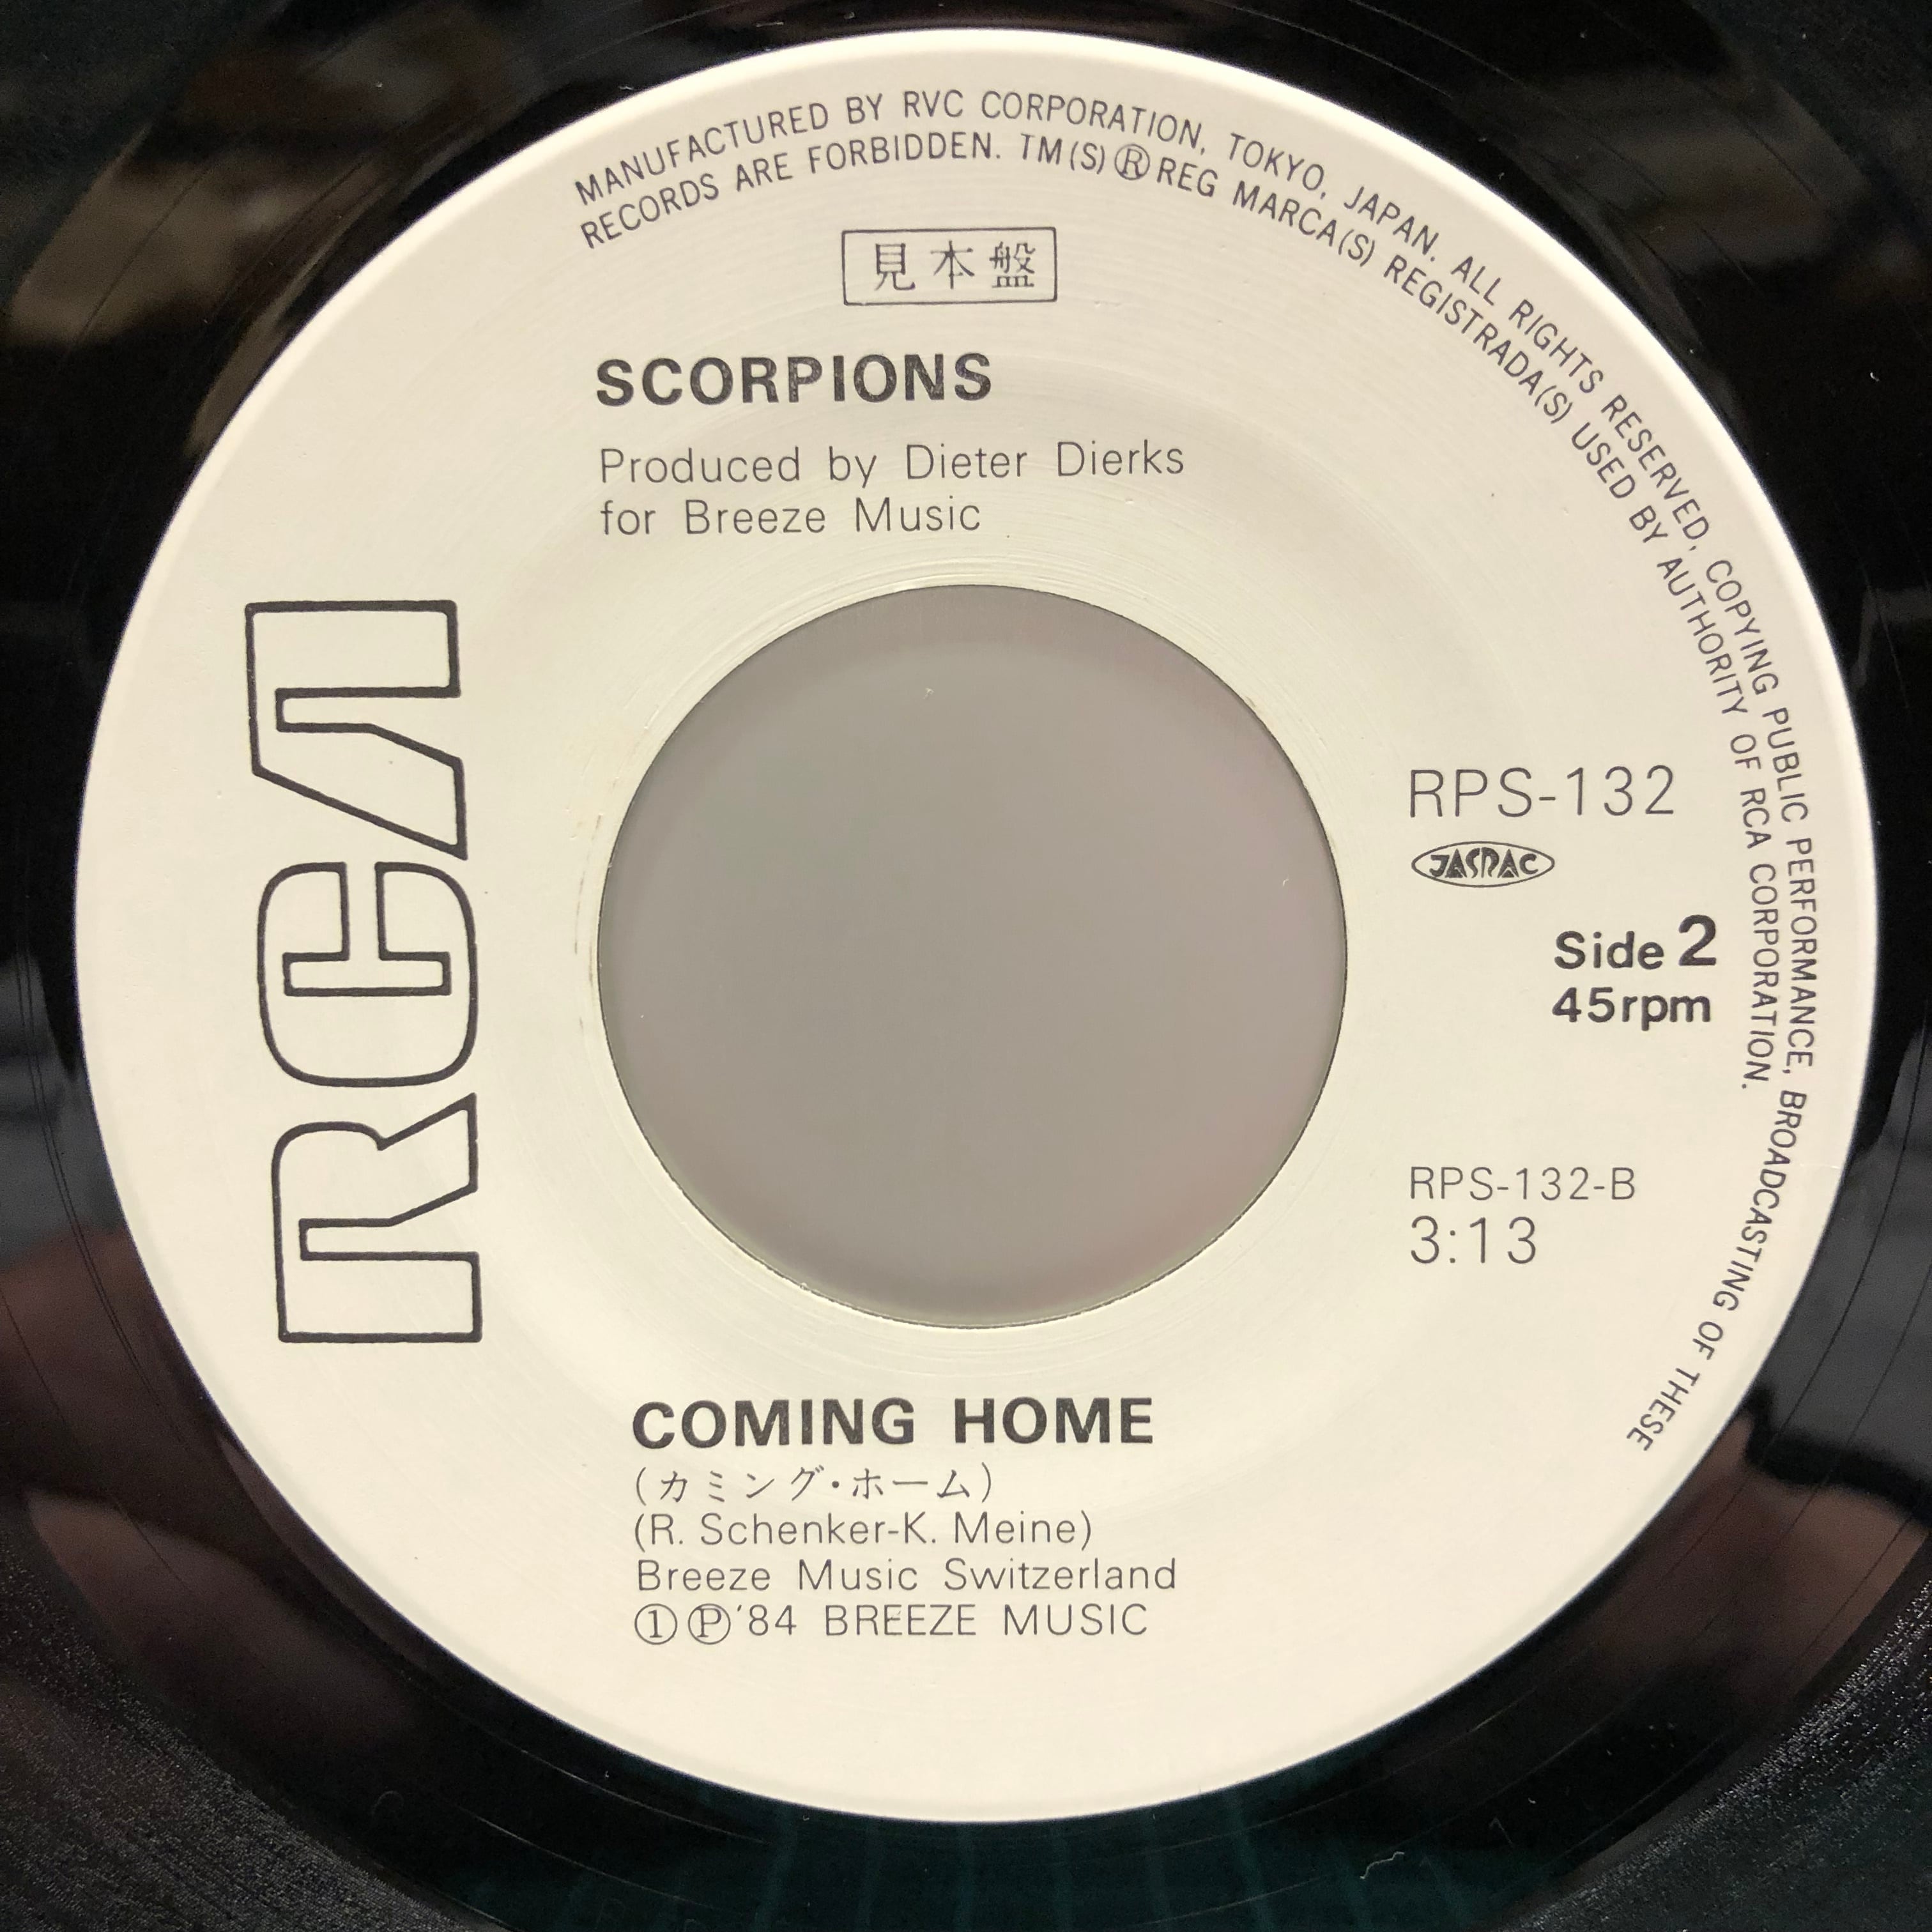 MANUFACTURED BY RVC CORPORATION, TOKYO, JAPAN. ALL RIGHTS RESERVED, COPYING PUBLIC PERFORMANCE, BROADCASTING OF THESE
RECORDS ARE FORBIDDEN. TM(S)®REG MARCA(S) REGISTRADA(S) USED BY AUTHORITY OF RCA CORPORATION.
見本盤
SCORPIONS
Produced by Dieter Dierks
for Breeze Music
RCA
RPS-132
JASRAC
Side 2
45rpm
RPS-132-B
3:13
COMING HOME
(カミング・ホーム)
(R. Schenker-K. Meine)
Breeze Music Switzerland
①Ⓟ'84 BREEZE MUSIC